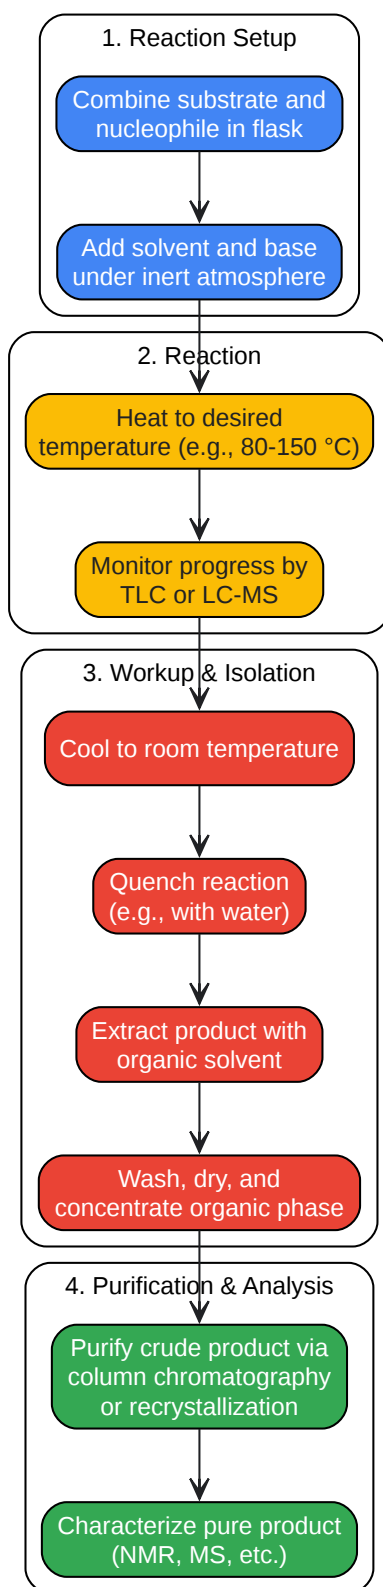 1. Reaction Setup
Combine substrate and
nucleophile in flask
Add solvent and base
under inert atmosphere
2. Reaction
Heat to desired
temperature (e.g., 80-150 °C)
Monitor progress by
TLC or LC-MS
3. Workup & Isolation
Cool to room temperature
Quench reaction
(e.g., with water)
Extract product with
organic solvent
Wash, dry, and
concentrate organic phase
4. Purification & Analysis
Purify crude product via
column chromatography
or recrystallization
Characterize pure product
(NMR, MS, etc.)